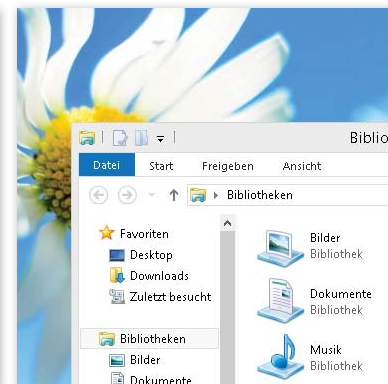 Biblio
Datei Start Freigeben Ansicht
Bibliotheken
Favoriten
Desktop
Downloads
Zuletzt besucht
Bibliotheken
Bilder
Dokumente
Bilder
Bibliothek
Dokumente
Bibliothek
Musik
Bibliothek